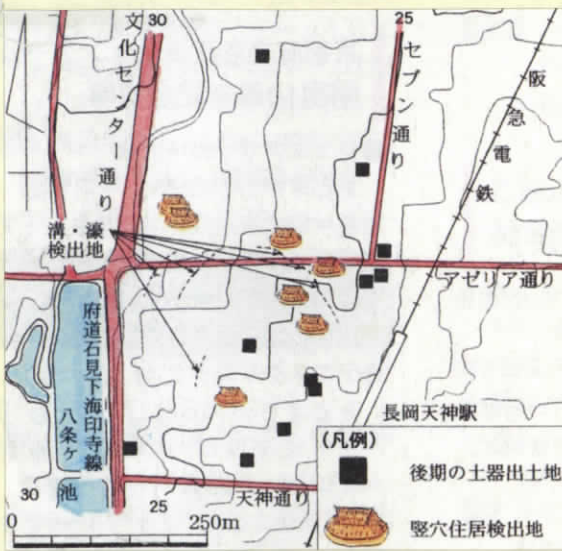 30
25
文化センター通り
セブン通り
阪急電鉄
溝・濠
検出地
アゼリア通り
府道石見下海印寺線
八条ヶ池
長岡天神駅
(凡例)
後期の土器出土地
竪穴住居検出地
天神通り
30
25
0
250m